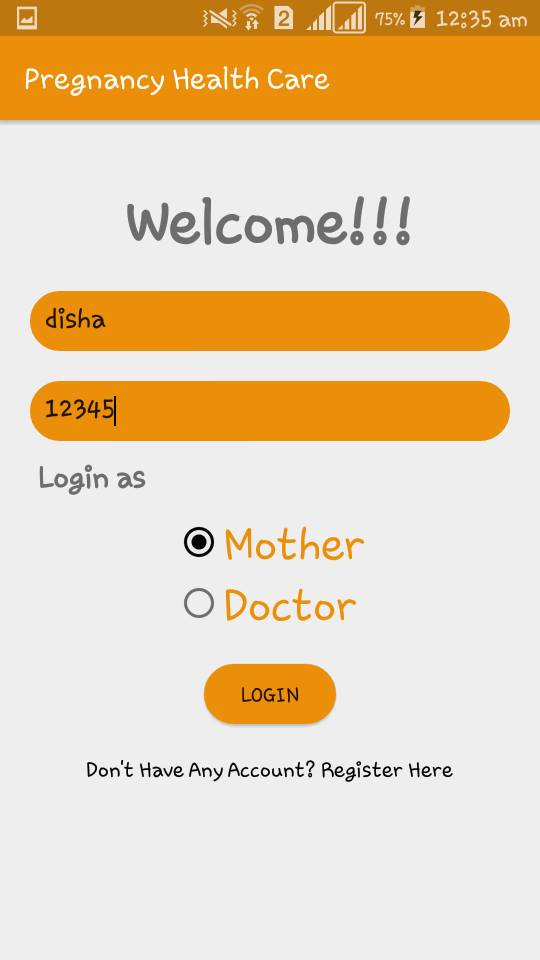 2 75% 12:35 am
Pregnancy Health Care
Welcome!!!
disha
12345
Login as
Mother
Doctor
LOGIN
Don't Have Any Account? Register Here